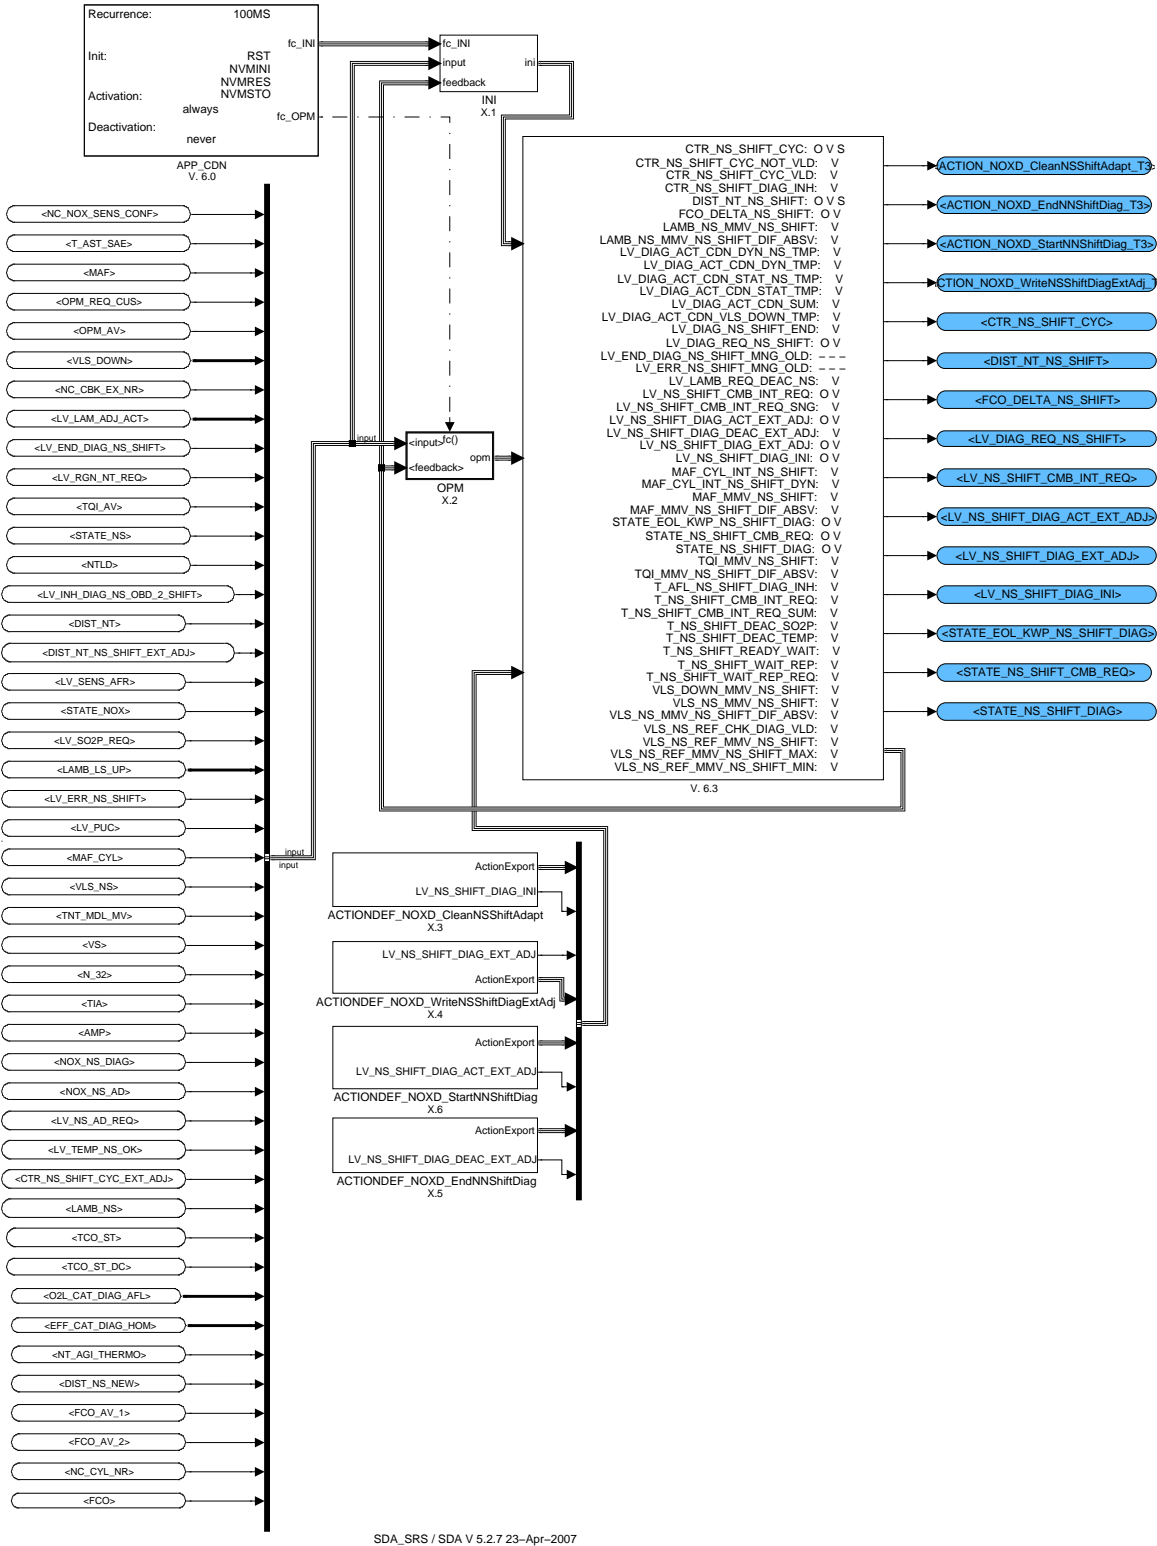 Recurrence: 100MS
fc_INI
Init: RST
NVMINI
NVMRES
Activation: NVMSTO
always
fc_OPM
Deactivation:
never
APP_CDN
V. 6.0
fc_INI
input
ini
feedback
INI
X.1
<NC_NOX_SENS_CONF>
<T_AST_SAE>
<MAF>
<OPM_REQ_CUS>
<OPM_AV>
<VLS_DOWN>
<NC_CBK_EX_NR>
<LV_LAM_ADJ_ACT>
<LV_END_DIAG_NS_SHIFT>
<LV_RGN_NT_REQ>
<TQI_AV>
<STATE_NS>
<NTLD>
<LV_INH_DIAG_NS_OBD_2_SHIFT>
<DIST_NT>
<DIST_NT_NS_SHIFT_EXT_ADJ>
<LV_SENS_AFR>
<STATE_NOX>
<LV_SO2P_REQ>
<LAMB_LS_UP>
<LV_ERR_NS_SHIFT>
<LV_PUC>
<MAF_CYL>
<VLS_NS>
<TNT_MDL_MV>
<VS>
<N_32>
<TIA>
<AMP>
<NOX_NS_DIAG>
<NOX_NS_AD>
<LV_NS_AD_REQ>
<LV_TEMP_NS_OK>
<CTR_NS_SHIFT_CYC_EXT_ADJ>
<LAMB_NS>
<TCO_ST>
<TCO_ST_DC>
<O2L_CAT_DIAG_AFL>
<EFF_CAT_DIAG_HOM>
<NT_AGI_THERMO>
<DIST_NS_NEW>
<FCO_AV_1>
<FCO_AV_2>
<NC_CYL_NR>
<FCO>
input
input
input
<input>
fc()
opm
<feedback>
OPM
X.2
CTR_NS_SHIFT_CYC: O V S
CTR_NS_SHIFT_CYC_NOT_VLD: V
CTR_NS_SHIFT_CYC_VLD: V
CTR_NS_SHIFT_DIAG_INH: V
DIST_NT_NS_SHIFT: O V S
FCO_DELTA_NS_SHIFT: O V
LAMB_NS_MMV_NS_SHIFT: V
LAMB_NS_MMV_NS_SHIFT_DIF_ABSV: V
LV_DIAG_ACT_CDN_DYN_NS_TMP: V
LV_DIAG_ACT_CDN_DYN_TMP: V
LV_DIAG_ACT_CDN_STAT_NS_TMP: V
LV_DIAG_ACT_CDN_STAT_TMP: V
LV_DIAG_ACT_CDN_SUM: V
LV_DIAG_ACT_CDN_VLS_DOWN_TMP: V
LV_DIAG_NS_SHIFT_END: V
LV_DIAG_REQ_NS_SHIFT: O V
LV_END_DIAG_NS_SHIFT_MNG_OLD: – – –
LV_ERR_NS_SHIFT_MNG_OLD: – – –
LV_LAMB_REQ_DEAC_NS: V
LV_NS_SHIFT_CMB_INT_REQ: O V
LV_NS_SHIFT_CMB_INT_REQ_SNG: V
LV_NS_SHIFT_DIAG_ACT_EXT_ADJ: O V
LV_NS_SHIFT_DIAG_DEAC_EXT_ADJ: V
LV_NS_SHIFT_DIAG_EXT_ADJ: O V
LV_NS_SHIFT_DIAG_INI: O V
MAF_CYL_INT_NS_SHIFT: V
MAF_CYL_INT_NS_SHIFT_DYN: V
MAF_MMV_NS_SHIFT: V
MAF_MMV_NS_SHIFT_DIF_ABSV: V
STATE_EOL_KWP_NS_SHIFT_DIAG: O V
STATE_NS_SHIFT_CMB_REQ: O V
STATE_NS_SHIFT_DIAG: O V
TQI_MMV_NS_SHIFT: V
TQI_MMV_NS_SHIFT_DIF_ABSV: V
T_AFL_NS_SHIFT_DIAG_INH: V
T_NS_SHIFT_CMB_INT_REQ: V
T_NS_SHIFT_CMB_INT_REQ_SUM: V
T_NS_SHIFT_DEAC_SO2P: V
T_NS_SHIFT_DEAC_TEMP: V
T_NS_SHIFT_READY_WAIT: V
T_NS_SHIFT_WAIT_REP: V
T_NS_SHIFT_WAIT_REP_REQ: V
VLS_DOWN_MMV_NS_SHIFT: V
VLS_NS_MMV_NS_SHIFT: V
VLS_NS_MMV_NS_SHIFT_DIF_ABSV: V
VLS_NS_REF_CHK_DIAG_VLD: V
VLS_NS_REF_MMV_NS_SHIFT: V
VLS_NS_REF_MMV_NS_SHIFT_MAX: V
VLS_NS_REF_MMV_NS_SHIFT_MIN: V
V. 6.3
ACTION_NOXD_CleanNSShiftAdapt_T3
<ACTION_NOXD_EndNNShiftDiag_T3>
<ACTION_NOXD_StartNNShiftDiag_T3>
CTION_NOXD_WriteNSShiftDiagExtAdj_T
<CTR_NS_SHIFT_CYC>
<DIST_NT_NS_SHIFT>
<FCO_DELTA_NS_SHIFT>
<LV_DIAG_REQ_NS_SHIFT>
<LV_NS_SHIFT_CMB_INT_REQ>
<LV_NS_SHIFT_DIAG_ACT_EXT_ADJ>
<LV_NS_SHIFT_DIAG_EXT_ADJ>
<LV_NS_SHIFT_DIAG_INI>
<STATE_EOL_KWP_NS_SHIFT_DIAG>
<STATE_NS_SHIFT_CMB_REQ>
<STATE_NS_SHIFT_DIAG>
ActionExport
LV_NS_SHIFT_DIAG_INI
ACTIONDEF_NOXD_CleanNSShiftAdapt
X.3
LV_NS_SHIFT_DIAG_EXT_ADJ
ActionExport
ACTIONDEF_NOXD_WriteNSShiftDiagExtAdj
X.4
ActionExport
LV_NS_SHIFT_DIAG_ACT_EXT_ADJ
ACTIONDEF_NOXD_StartNNShiftDiag
X.6
ActionExport
LV_NS_SHIFT_DIAG_DEAC_EXT_ADJ
ACTIONDEF_NOXD_EndNNShiftDiag
X.5
SDA_SRS / SDA V 5.2.7 23–Apr–2007